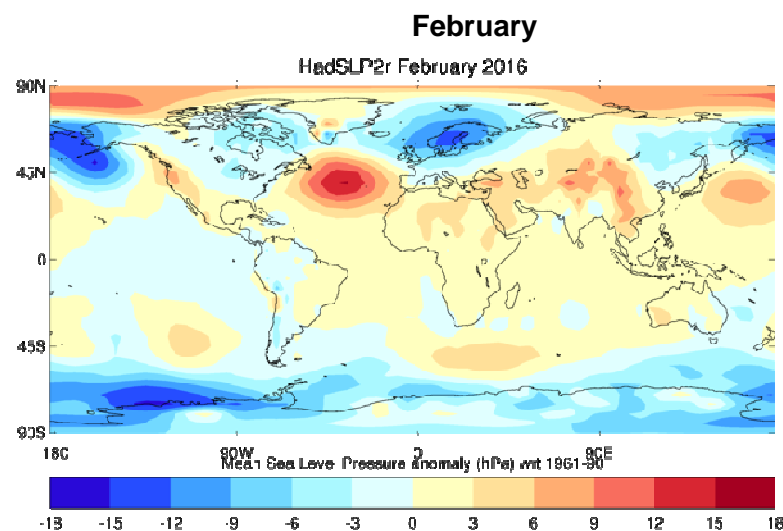 February
HadSLP2r February 2016
90N
45N
0
45S
90S
180 90W 0 90E
Mean Sea Level Pressure anomaly (hPa) wrt 1961-90
-18 -15 -12 -9 -6 -3 0 3 6 9 12 15 18